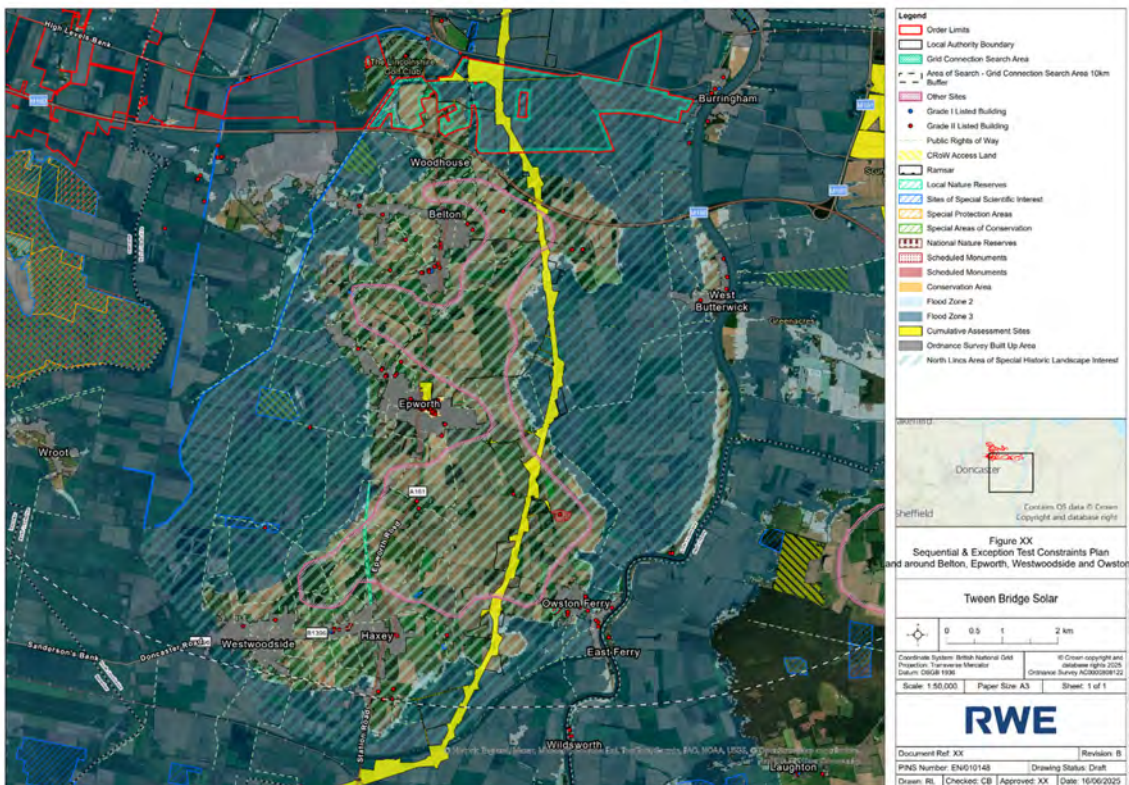 High Levels Bank
The Lincolnshire
Golf Club
M180
Burringham
M181
Woodhouse
Belton
M180
West
Butterwick
Greenacres
Epworth
Wroot
A161
Epworth Road
Owston Ferry
East Ferry
Westwoodside
Haxey
Sanderson's Bank
Doncaster Road
Station Road
Wildsworth
Laughton
Legend
Order Limits
Local Authority Boundary
Grid Connection Search Area
Area of Search - Grid Connection Search Area 10km
Buffer
Other Sites
Grade I Listed Building
Grade II Listed Building
Public Rights of Way
CRoW Access Land
Ramsar
Local Nature Reserves
Sites of Special Scientific Interest
Special Protection Areas
Special Areas of Conservation
National Nature Reserves
Scheduled Monuments
Scheduled Monuments
Conservation Area
Flood Zone 2
Flood Zone 3
Cumulative Assessment Sites
Ordnance Survey Built Up Area
North Lincs Area of Special Historic Landscape Interest
Doncaster
Sheffield
Contains OS data © Crown
Copyright and database right
Figure XX
Sequential & Exception Test Constraints Plan
and around Belton, Epworth, Westwoodside and Owston
Tween Bridge Solar
0 0.5 1 2 km
Coordinate System: British National Grid
Projection: Transverse Mercator
Datum: OSGB 1936
© Crown copyright and
database rights 2025
Ordnance Survey
Scale: 1:50,000 Paper Size: A3 Sheet: 1 of 1
RWE
Document Ref: XX Revision: B
PINS Number: EN/010148 Drawing Status: Draft
Drawn: RL Checked: CB Approved: XX Date: 16/06/2025